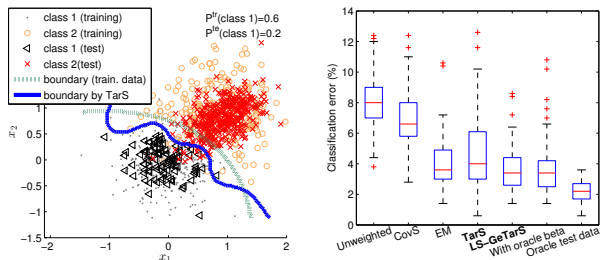 class 1 (training)
class 2 (training)
class 1 (test)
class 2(test)
boundary (train. data)
boundary by TarS
P^tr(class 1)=0.6
P^te(class 1)=0.2
x_2
1
0.5
0
−0.5
−1
−1.5
−2
−1
0
1
2
x_1
Classification error (%)
14
12
10
8
6
4
2
0
Unweighted
CovS
EM
TarS
LS−GeTarS
With oracle beta
Oracle test data